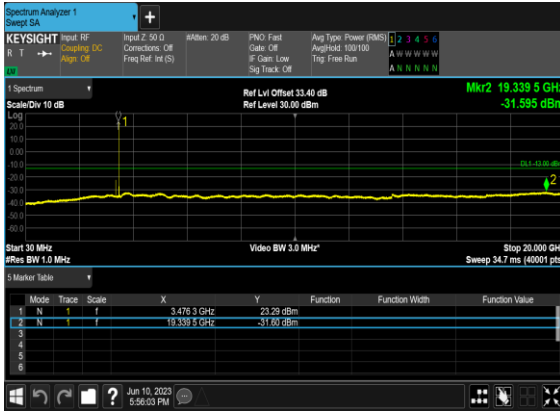 Spectrum Analyzer 1
Swept SA
+
KEYSIGHT Input: RF Input Z: 50 Ω #Atten: 20 dB PNO: Fast Avg Type: Power (RMS) 1 2 3 4 5 6
R T Coupling: DC Corrections: Off Gate: Off Avg|Hold: 100/100 A W W W W W
Align: Off Freq Ref: Int (S) IF Gain: Low Trig: Free Run
Sig Track: Off A N N N N N
1 Spectrum Ref Lvl Offset 33.40 dB Mkr2 19.339 5 GHz
Scale/Div 10 dB Ref Level 30.00 dBm -31.595 dBm
Log
20.0
10.0
0.00
-10.0
-20.0
-30.0
-40.0
-50.0
-60.0
1
DL1 -13.00 dBm
2
Start 30 MHz Video BW 3.0 MHz* Stop 20.000 GHz
#Res BW 1.0 MHz Sweep 34.7 ms (40001 pts)
5 Marker Table
Mode Trace Scale X Y Function Function Width Function Value
1 N 1 f 3.476 3 GHz 23.29 dBm
2 N 1 f 19.339 5 GHz -31.60 dBm
3
4
5
6
? Jun 10, 2023
5:56:03 PM